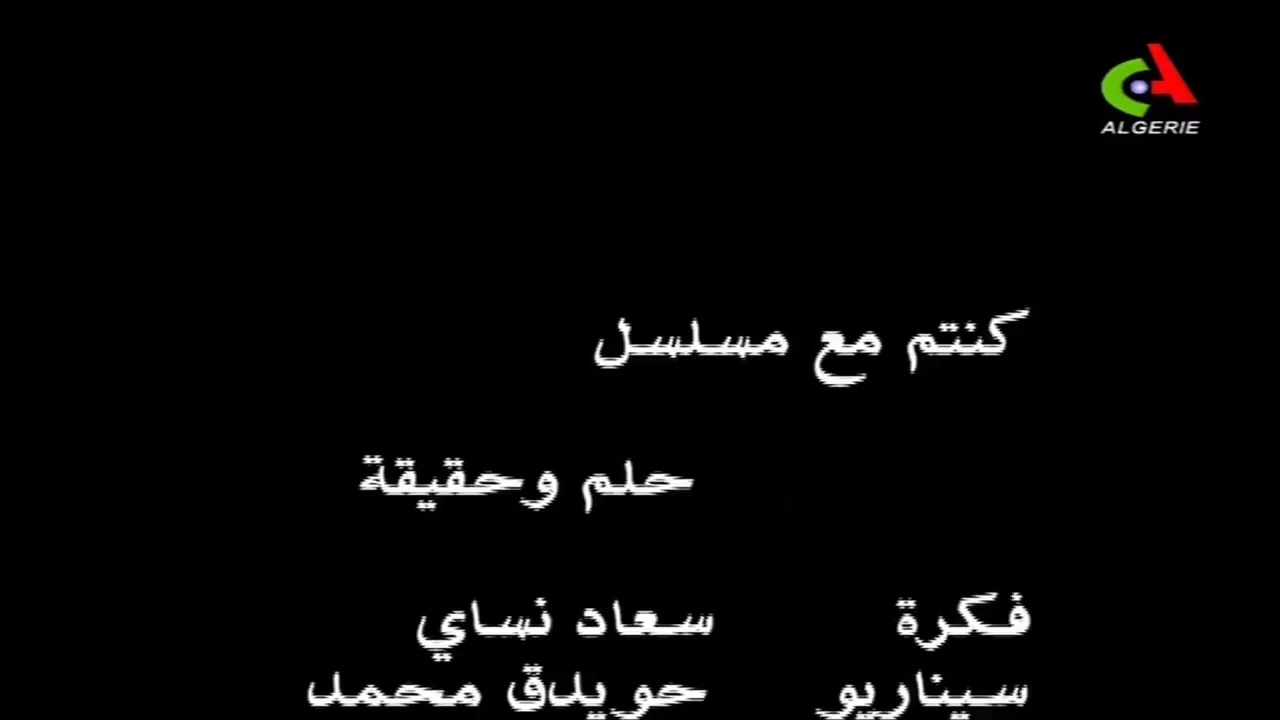 ALGERIE
كنتم مع مسلسل
حلم وحقيقة
فكرة سعاد نساي
سيناريو حويدق محمد